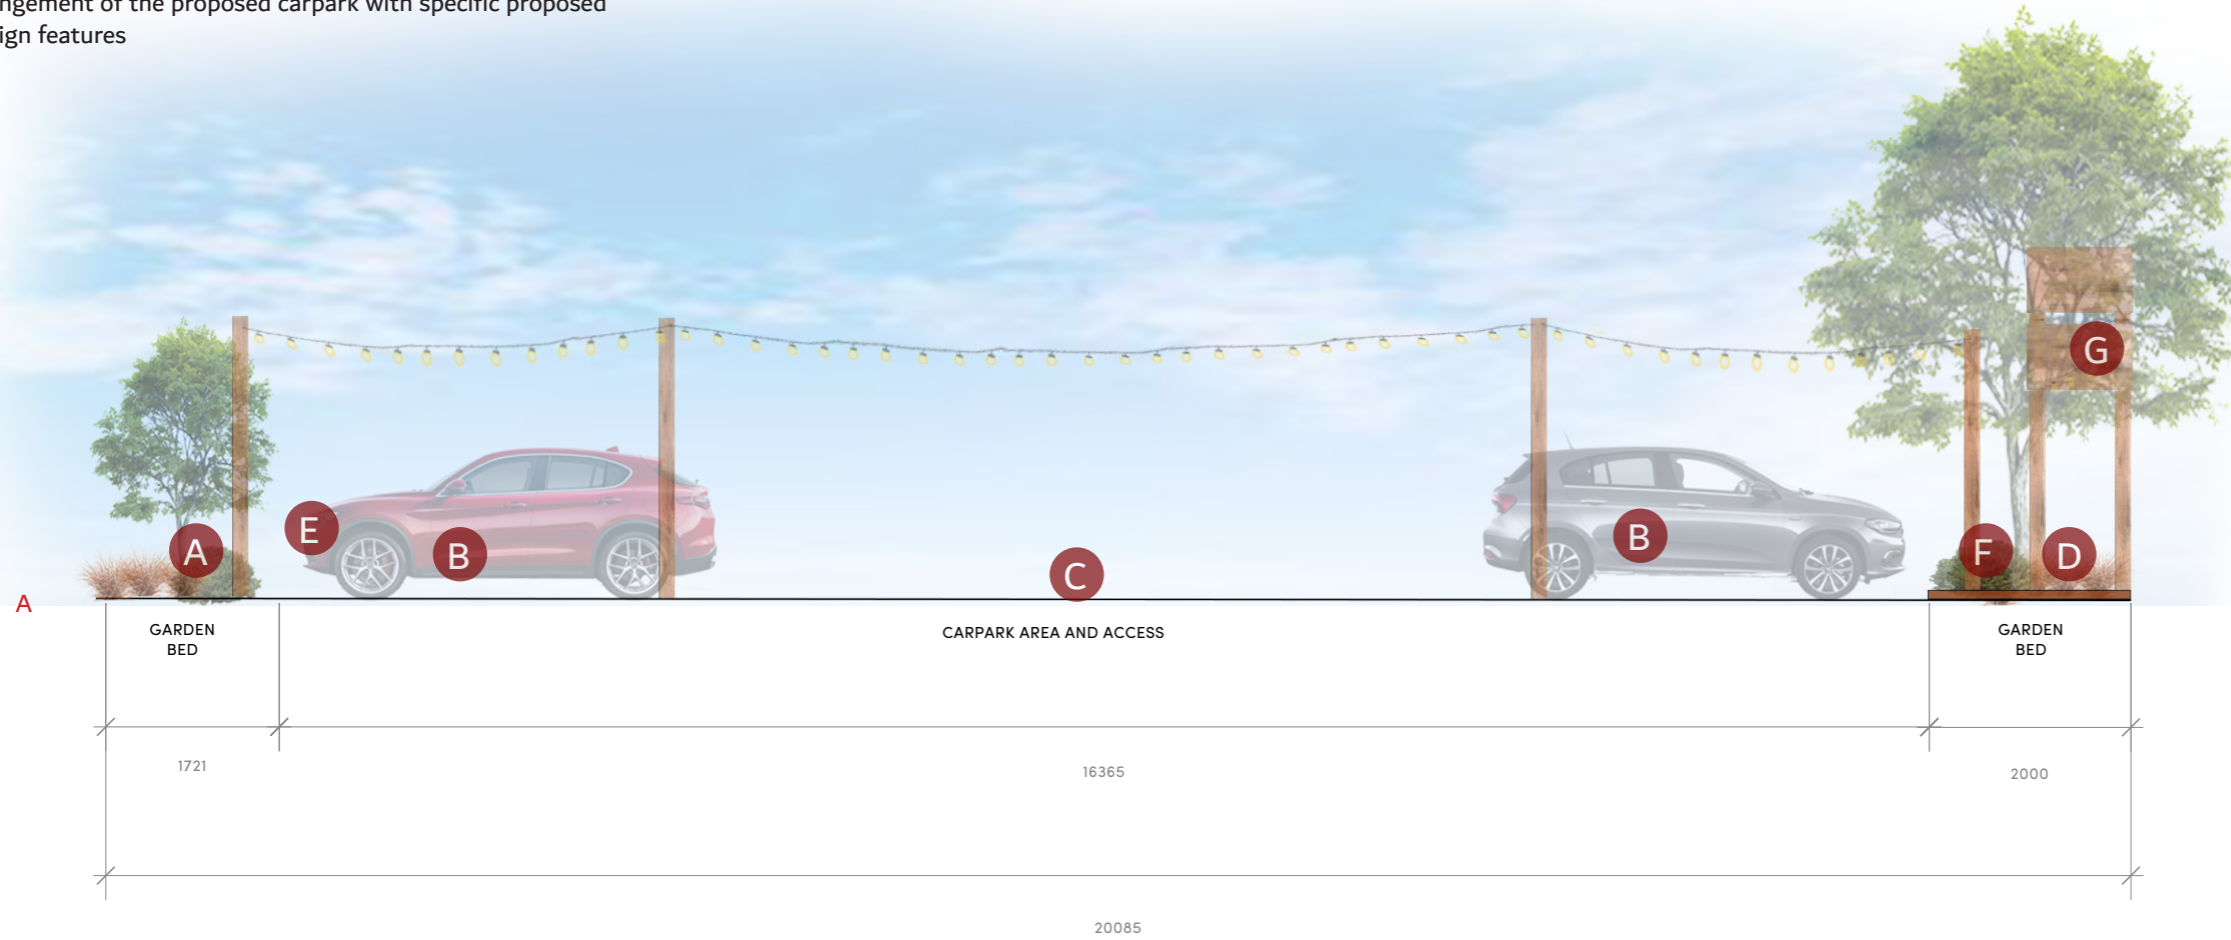 ngement of the proposed carpark with specific proposed
ign features
G
E
B
A
C
B
F
D
A
GARDEN
BED
CARPARK AREA AND ACCESS
GARDEN
BED
1721
16365
2000
20085